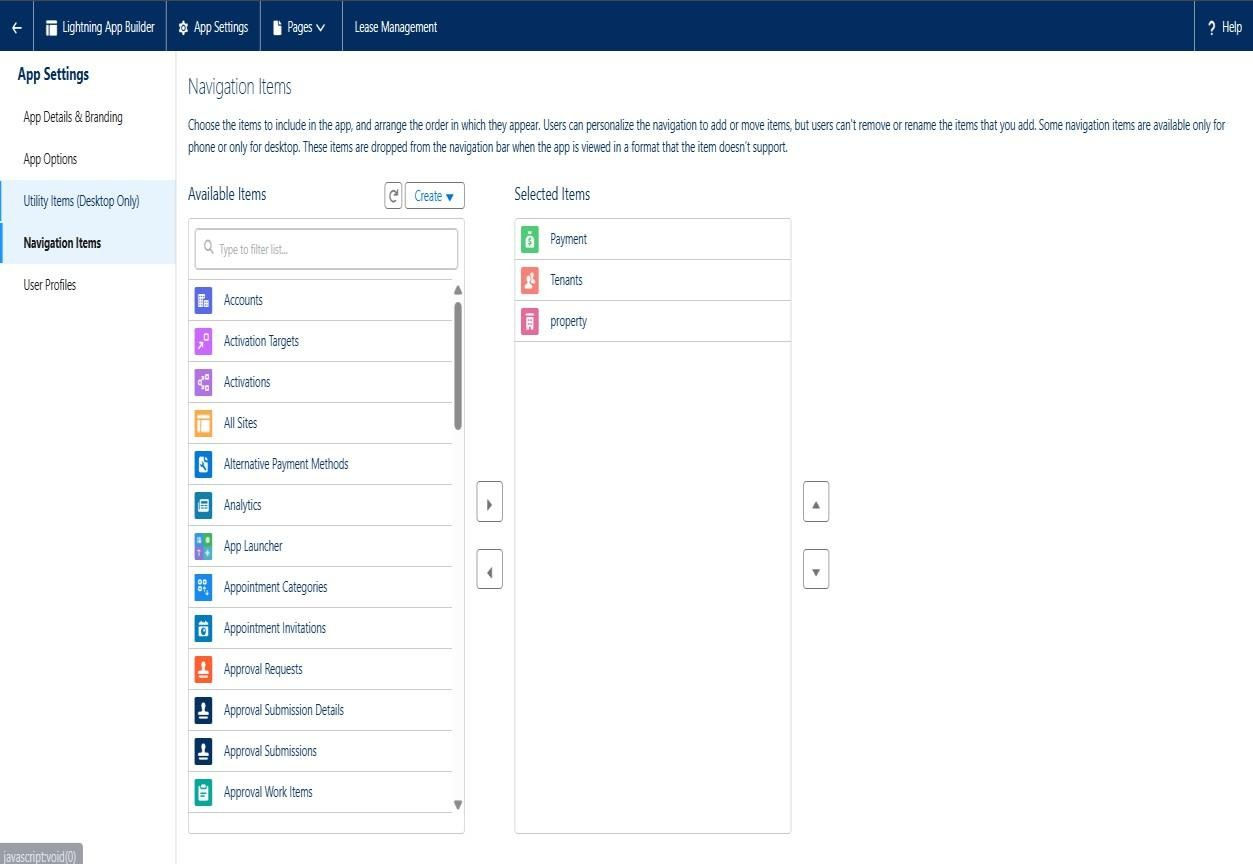 Lightning App Builder
App Settings
Pages
Lease Management
? Help
App Settings
App Details & Branding
App Options
Utility Items (Desktop Only)
Navigation Items
User Profiles
Navigation Items
Choose the items to include in the app, and arrange the order in which they appear. Users can personalize the navigation to add or move items, but users can't remove or rename the items that you add. Some navigation items are available only for
phone or only for desktop. These items are dropped from the navigation bar when the app is viewed in a format that the item doesn't support.
Available Items
Create
Type to filter list...
Accounts
Activation Targets
Activations
All Sites
Alternative Payment Methods
Analytics
App Launcher
Appointment Categories
Appointment Invitations
Approval Requests
Approval Submission Details
Approval Submissions
Approval Work Items
Selected Items
Payment
Tenants
property
javascript:void(0)